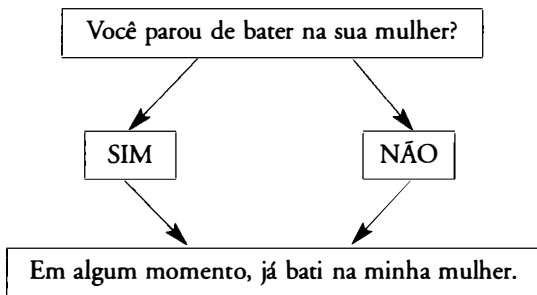 Você parou de bater na sua mulher?
SIM
NÃO
Em algum momento, já bati na minha mulher.